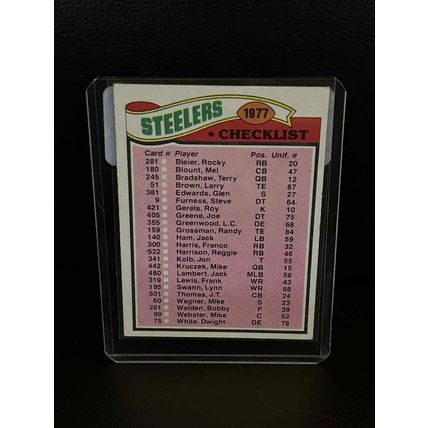 STEELERS 1977
• CHECKLIST
Card # Player Pos. Unif. #
281 Bleier, Rocky RB 20
180 Blount, Mel CB 47
245 Bradshaw, Terry QB 12
51 Brown, Larry TE 87
381 Edwards, Glen S 27
9 Furness, Steve DT 64
421 Gerela, Roy K 10
405 Greene, Joe DT 75
355 Greenwood, L.C. DE 68
159 Grossman, Randy TE 84
140 Ham, Jack LB 59
300 Harris, Franco RB 32
322 Harrison, Reggie RB 46
341 Kolb, Jon T 55
442 Kruczek, Mike QB 15
480 Lambert, Jack MLB 58
319 Lewis, Frank WR 43
195 Swann, Lynn WR 88
501 Thomas, J.T. CB 24
60 Wagner, Mike S 23
261 Walden, Bobby P 39
99 Webster, Mike C 52
75 White, Dwight DE 78